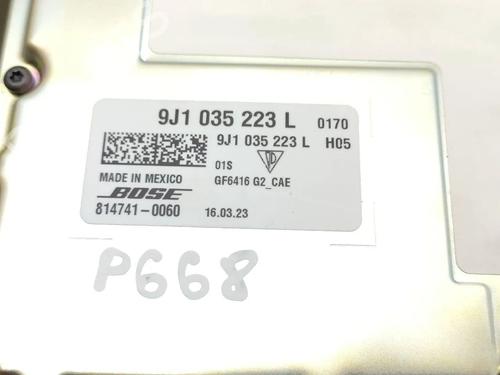 9J1 035 223 L 0170
9J1 035 223 L H05
01S
MADE IN MEXICO GF6416 G2_CAE
BOSE
814741-0060 16.03.23
P668